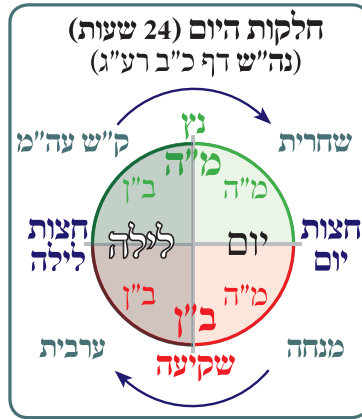 חלקות היום (24 שעות)
(נה"ש דף כ"ב רע"ג)
נץ
שחרית
ק"ש עה"מ
מ"ה
מ"ה
ב"ן
חצות
יום
יום
לילה
חצות
לילה
מ"ה
ב"ן
ב"ן
מנחה
ערבית
שקיעה